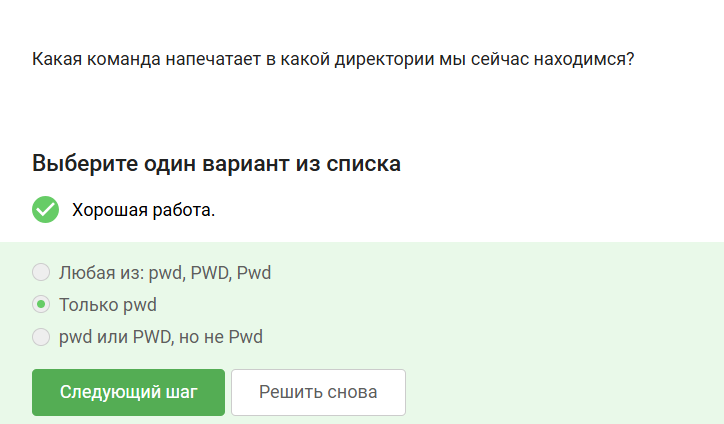 Какая команда напечатает в какой директории мы сейчас находимся?
Выберите один вариант из списка
Хорошая работа.
Любая из: pwd, PWD, Pwd
Только pwd
pwd или PWD, но не Pwd
Следующий шаг
Решить снова